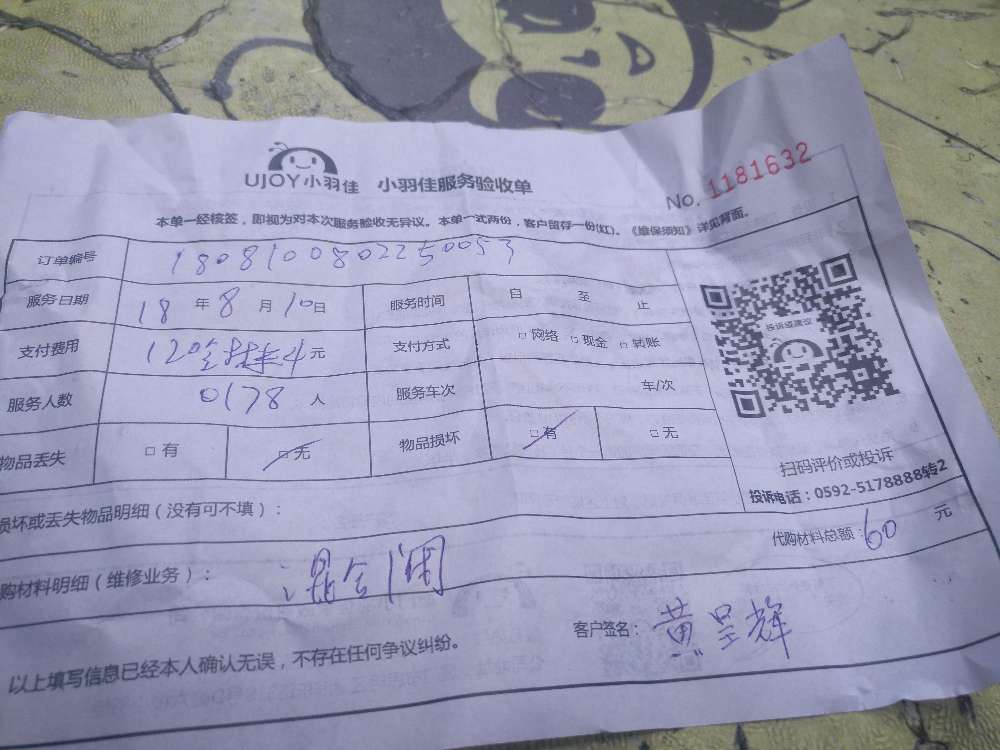 UJOY小羽佳 小羽佳服务验收单
No. 1181632
本单一经核签，即视为对本次服务验收无异议。本单一式两份，客户留存一份(红)。《维保须知》详见背面。
订单编号 1808100802250053
服务日期 18 年 8 月 10 日 服务时间 自 至 止
支付费用 120 元 支付方式 □ 网络 □ 现金 □ 转账
服务人数 0178 人 服务车次 车/次
物品丢失 □ 有 □ 无 物品损坏 □ 有 □ 无
投诉或建议
扫码评价或投诉
投诉电话：0592-5178888转2
损坏或丢失物品明细（没有可不填）：
购材料明细（维修业务）：
代购材料总额：60 元
以上填写信息已经本人确认无误，不存在任何争议纠纷。
客户签名：黄呈辉